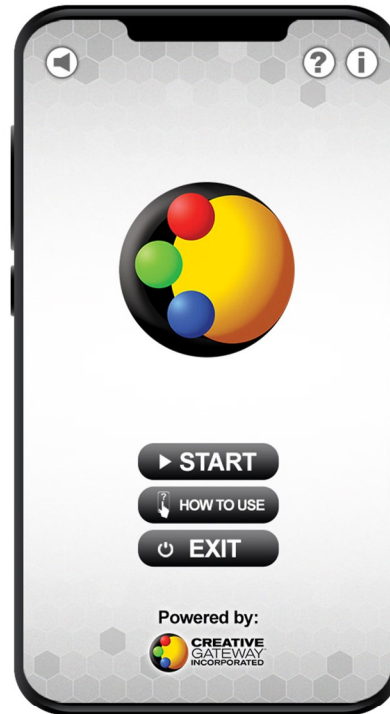 ?
i
START
HOW TO USE
EXIT
Powered by:
CREATIVE
GATEWAY
INCORPORATED